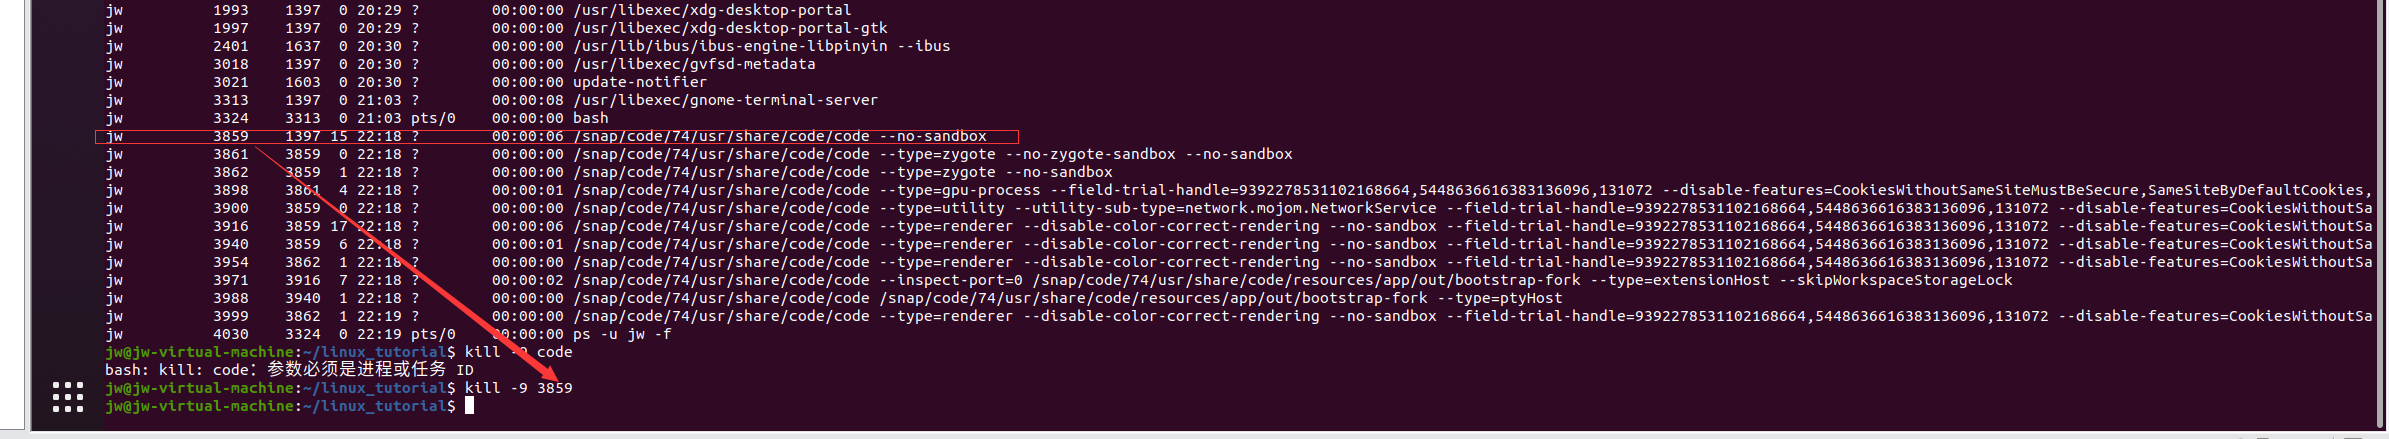 jw 1993 1397 0 20:29 ? 00:00:00 /usr/libexec/xdg-desktop-portal
jw 1997 1397 0 20:29 ? 00:00:00 /usr/libexec/xdg-desktop-portal-gtk
jw 2401 1637 0 20:30 ? 00:00:00 /usr/lib/ibus/ibus-engine-libpinyin --ibus
jw 3018 1397 0 20:30 ? 00:00:00 /usr/libexec/gvfsd-metadata
jw 3021 1603 0 20:30 ? 00:00:00 update-notifier
jw 3313 1397 0 21:03 ? 00:00:08 /usr/libexec/gnome-terminal-server
jw 3324 3313 0 21:03 pts/0 00:00:00 bash
jw 3859 1397 15 22:18 ? 00:00:06 /snap/code/74/usr/share/code/code --no-sandbox
jw 3861 3859 0 22:18 ? 00:00:00 /snap/code/74/usr/share/code/code --type=zygote --no-zygote-sandbox --no-sandbox
jw 3862 3859 1 22:18 ? 00:00:00 /snap/code/74/usr/share/code/code --type=zygote --no-sandbox
jw 3898 3861 4 22:18 ? 00:00:01 /snap/code/74/usr/share/code/code --type=gpu-process --field-trial-handle=9392278531102168664,5448636616383136096,131072 --disable-features=CookiesWithoutSameSiteMustBeSecure,SameSiteByDefaultCookies,
jw 3900 3859 0 22:18 ? 00:00:00 /snap/code/74/usr/share/code/code --type=utility --utility-sub-type=network.mojom.NetworkService --field-trial-handle=9392278531102168664,5448636616383136096,131072 --disable-features=CookiesWithoutSa
jw 3916 3859 17 22:18 ? 00:00:06 /snap/code/74/usr/share/code/code --type=renderer --disable-color-correct-rendering --no-sandbox --field-trial-handle=9392278531102168664,5448636616383136096,131072 --disable-features=CookiesWithoutSa
jw 3940 3859 6 22:18 ? 00:00:01 /snap/code/74/usr/share/code/code --type=renderer --disable-color-correct-rendering --no-sandbox --field-trial-handle=9392278531102168664,5448636616383136096,131072 --disable-features=CookiesWithoutSa
jw 3954 3862 1 22:18 ? 00:00:00 /snap/code/74/usr/share/code/code --type=renderer --disable-color-correct-rendering --no-sandbox --field-trial-handle=9392278531102168664,5448636616383136096,131072 --disable-features=CookiesWithoutSa
jw 3971 3916 7 22:18 ? 00:00:02 /snap/code/74/usr/share/code/code --inspect-port=0 /snap/code/74/usr/share/code/resources/app/out/bootstrap-fork --type=extensionHost --skipWorkspaceStorageLock
jw 3988 3940 1 22:18 ? 00:00:00 /snap/code/74/usr/share/code/code /snap/code/74/usr/share/code/resources/app/out/bootstrap-fork --type=ptyHost
jw 3999 3862 1 22:19 ? 00:00:00 /snap/code/74/usr/share/code/code --type=renderer --disable-color-correct-rendering --no-sandbox --field-trial-handle=9392278531102168664,5448636616383136096,131072 --disable-features=CookiesWithoutSa
jw 4030 3324 0 22:19 pts/0 00:00:00 ps -u jw -f
jw@jw-virtual-machine:~/linux_tutorial$ kill -9 code
bash: kill: code: 参数必须是进程或任务 ID
jw@jw-virtual-machine:~/linux_tutorial$ kill -9 3859
jw@jw-virtual-machine:~/linux_tutorial$